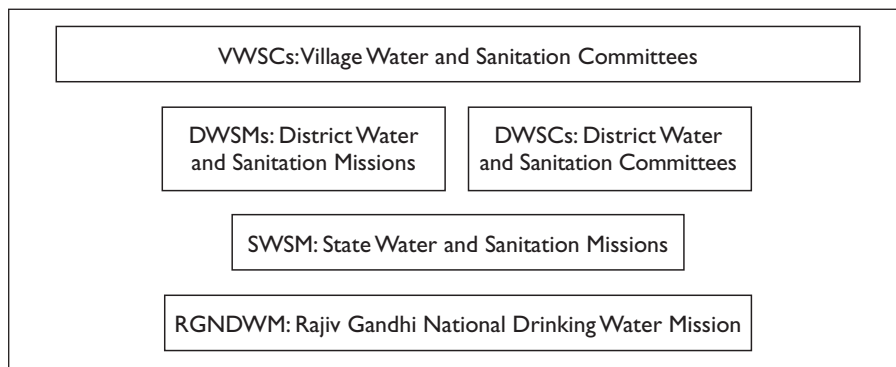 VWSCs: Village Water and Sanitation Committees
DWSMs: District Water
and Sanitation Missions
DWSCs: District Water
and Sanitation Committees
SWSM: State Water and Sanitation Missions
RGNDWM: Rajiv Gandhi National Drinking Water Mission